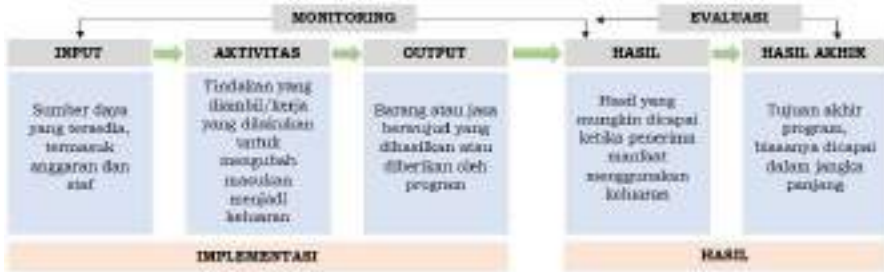 MONITORING
EVALUASI
INPUT
AKTIVITAS
OUTPUT
HASIL
HASIL AKHIR
Sumber daya
yang tersedia,
termasuk
anggaran dan
staf
Tindakan yang
diambil/kerja
yang dilakukan
untuk
mengubah
masukan
menjadi
keluaran
Barang atau jasa
berwujud yang
dihasilkan atau
diberikan oleh
program
Hasil yang
mungkin dicapai
ketika penerima
manfaat
menggunakan
keluaran
Tujuan akhir
program,
biasanya dicapai
dalam jangka
panjang
IMPLEMENTASI
HASIL